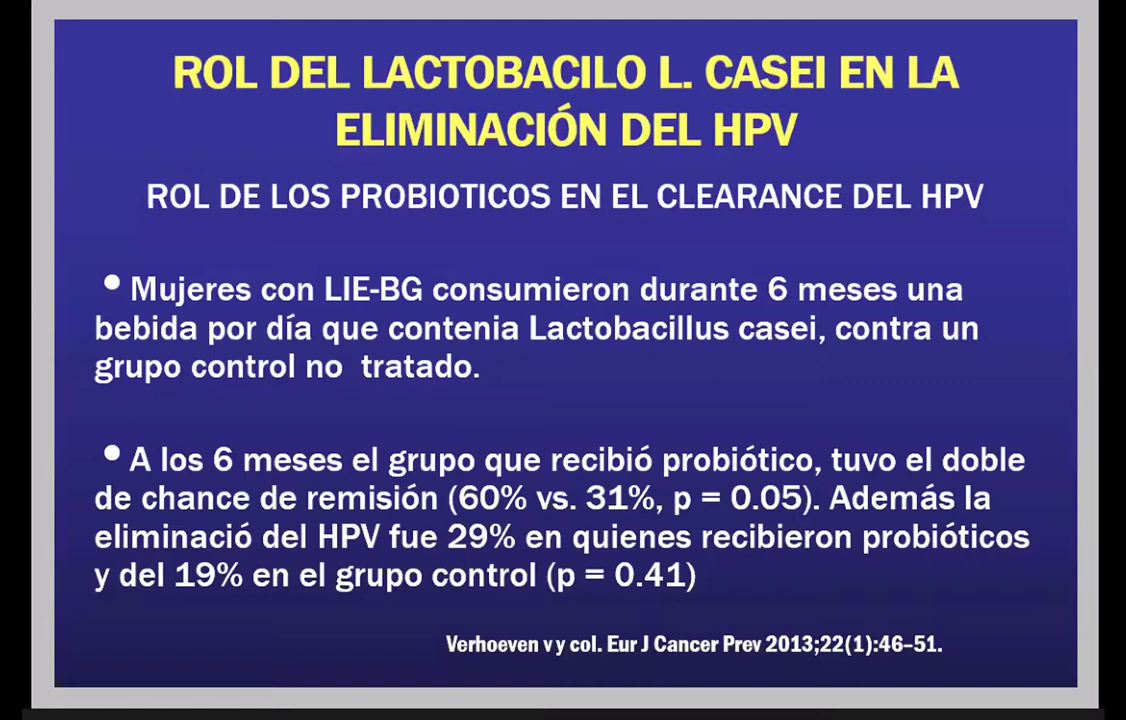 ROL DEL LACTOBACILO L. CASEI EN LA
ELIMINACIÓN DEL HPV
ROL DE LOS PROBIOTICOS EN EL CLEARANCE DEL HPV
•Mujeres con LIE-BG consumieron durante 6 meses una
bebida por día que contenia Lactobacillus casei, contra un
grupo control no tratado.
•A los 6 meses el grupo que recibió probiótico, tuvo el doble
de chance de remisión (60% vs. 31%, p = 0.05). Además la
eliminació del HPV fue 29% en quienes recibieron probióticos
y del 19% en el grupo control (p = 0.41)
Verhoeven v y col. Eur J Cancer Prev 2013;22(1):46–51.